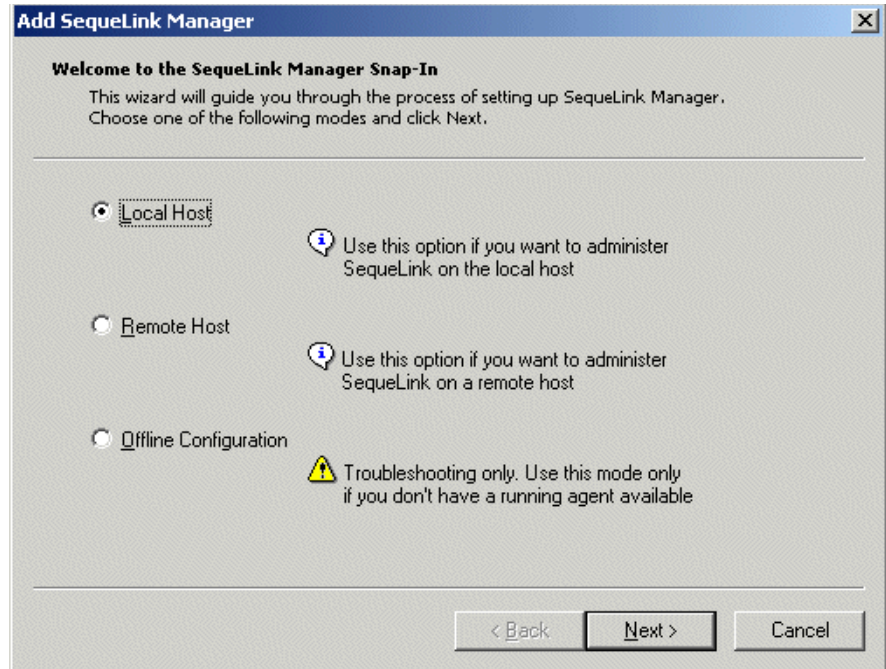 Add SequeLink Manager
Welcome to the SequeLink Manager Snap-In
This wizard will guide you through the process of setting up SequeLink Manager.
Choose one of the following modes and click Next.
Local Host
Use this option if you want to administer
SequeLink on the local host
Remote Host
Use this option if you want to administer
SequeLink on a remote host
Offline Configuration
Troubleshooting only. Use this mode only
if you don't have a running agent available
< Back
Next >
Cancel